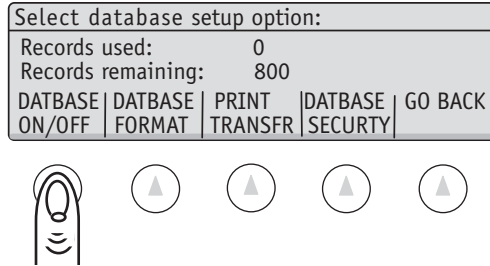 Select database setup option:
Records used: 0
Records remaining: 800
DATBASE DATBASE PRINT DATBASE GO BACK
ON/OFF FORMAT TRANSFR SECURTY